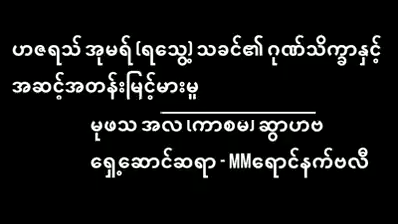 ဟဇရသ် အုမရ် (ရသွေ့) သခင်၏ ဂုဏ်သိက္ခာနှင့်
အဆင့်အတန်းမြင့်မားမှု
မုဖသ အလ (ကာစမ) ဆွာဟဗ
ရှေ့ဆောင်ဆရာ - MMရောင်နက်ဗလီ